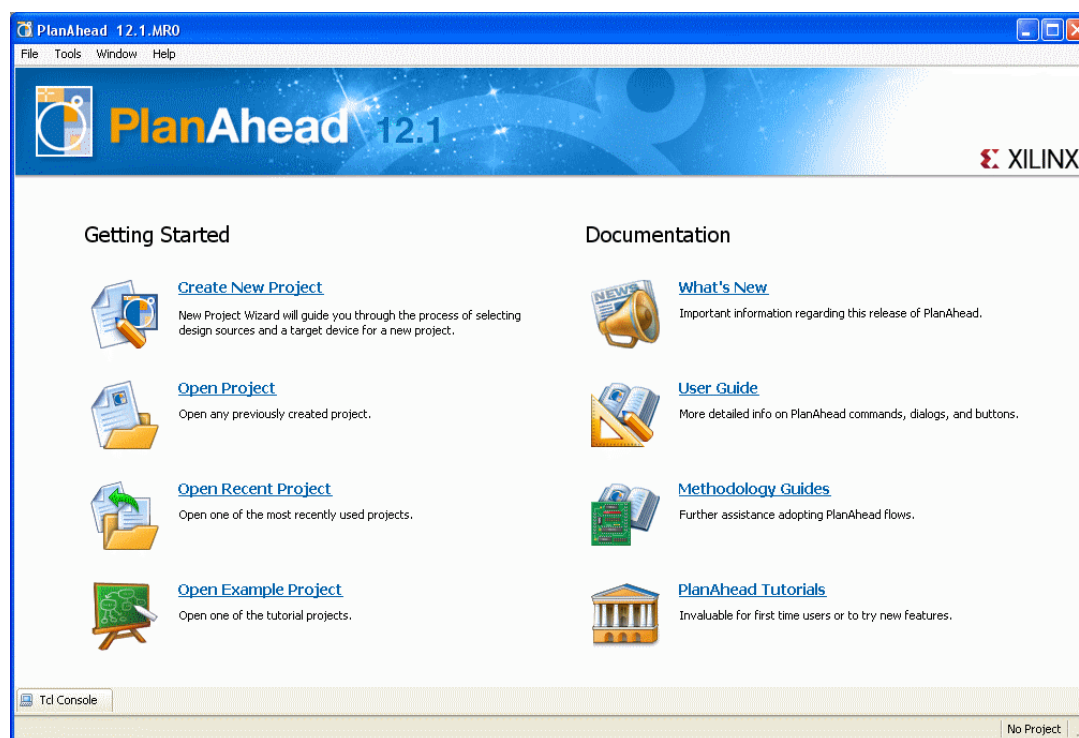 PlanAhead 12.1.MR0
File Tools Window Help
PlanAhead 12.1
XILINX
Getting Started
Documentation
Create New Project
New Project Wizard will guide you through the process of selecting
design sources and a target device for a new project.
What's New
Important information regarding this release of PlanAhead.
NEWS
Open Project
Open any previously created project.
User Guide
More detailed info on PlanAhead commands, dialogs, and buttons.
Open Recent Project
Open one of the most recently used projects.
Methodology Guides
Further assistance adopting PlanAhead flows.
Open Example Project
Open one of the tutorial projects.
PlanAhead Tutorials
Invaluable for first time users or to try new features.
Tcl Console
No Project